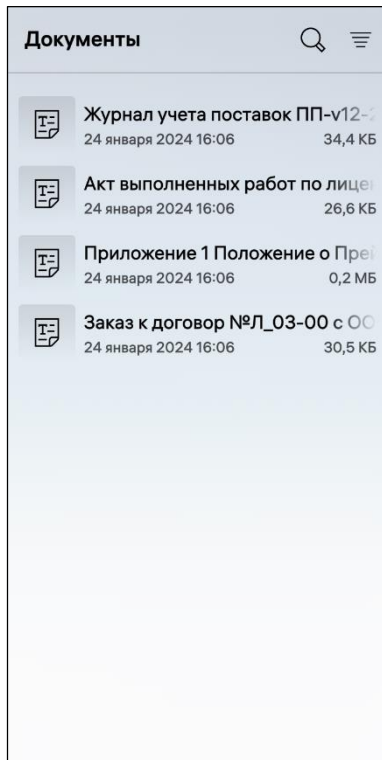 Документы
Журнал учета поставок ПП-v12-
24 января 2024 16:06 34,4 КБ
Акт выполненных работ по
24 января 2024 16:06 26,6 КБ
Приложение 1 Положение о
24 января 2024 16:06 0,2 МБ
Заказ к договор №Л_03-00 с ОО
24 января 2024 16:06 30,5 КБ